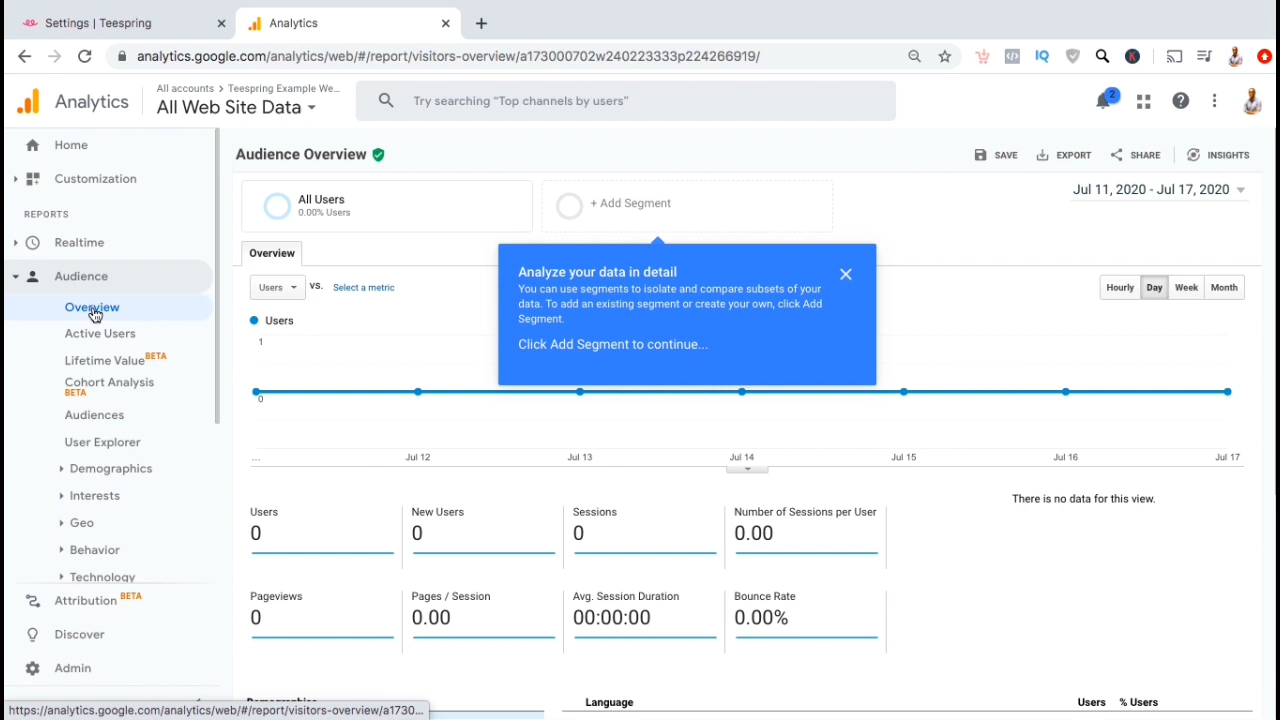 Settings | Teespring
Analytics
analytics.google.com/analytics/web/#/report/visitors-overview/a173000702w240223333p224266919/
IQ
K
Analytics
All accounts > Teespring Example We...
All Web Site Data
Try searching "Top channels by users"
2
Home
Customization
REPORTS
Realtime
Audience
Overview
Active Users
Lifetime Value BETA
Cohort Analysis
BETA
Audiences
User Explorer
Demographics
Interests
Geo
Behavior
Technology
Attribution BETA
Discover
Admin
Audience Overview
SAVE
EXPORT
SHARE
INSIGHTS
All Users
0.00% Users
+ Add Segment
Jul 11, 2020 - Jul 17, 2020
Overview
Users
VS.
Select a metric
Hourly
Day
Week
Month
Analyze your data in detail
You can use segments to isolate and compare subsets of your
data. To add an existing segment or create your own, click Add
Segment.
Click Add Segment to continue...
Users
1
0
...
Jul 12
Jul 13
Jul 14
Jul 15
Jul 16
Jul 17
There is no data for this view.
Users
0
New Users
0
Sessions
0
Number of Sessions per User
0.00
Pageviews
0
Pages / Session
0.00
Avg. Session Duration
00:00:00
Bounce Rate
0.00%
Demographics
Language
Users
% Users
https://analytics.google.com/analytics/web/#/report/visitors-overview/a1730...